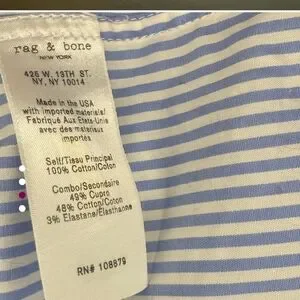 rag & bone
NEW YORK
425 W. 13TH ST.
NY, NY 10014
Made in the USA
with imported materials/
Fabriqué Aux Etats-Unis
avec des matériaux
importés
Self/Tissu Principal
100% Cotton/Coton
Combo/Secondaire
49% Cupro
48% Cotton/Coton
3% Elastane/Élasthanne
RN# 108879